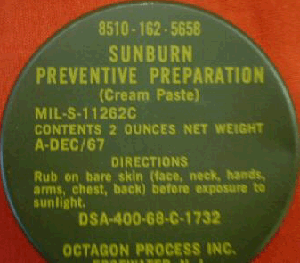 8510-162-5658
SUNBURN
PREVENTIVE PREPARATION
(Cream Paste)
MIL-S-11262C
CONTENTS 2 OUNCES NET WEIGHT
A-DEC/67
DIRECTIONS
Rub on bare skin (face, neck, hands,
arms, chest, back) before exposure to
sunlight.
DSA-400-68-C-1732
OCTAGON PROCESS INC.
EDGEWATER, N. J.